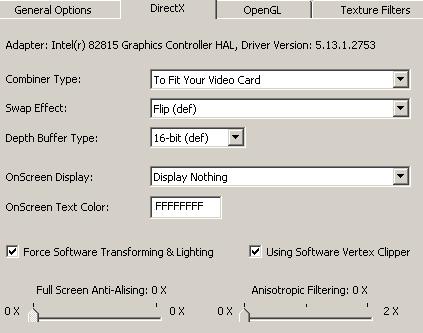 General Options DirectX OpenGL Texture Filters
Adapter: Intel(r) 82815 Graphics Controller HAL, Driver Version: 5.13.1.2753
Combiner Type: To Fit Your Video Card
Swap Effect: Flip (def)
Depth Buffer Type: 16-bit (def)
OnScreen Display: Display Nothing
OnScreen Text Color: FFFFFFFF
Force Software Transforming & Lighting Using Software Vertex Clipper
Full Screen Anti-Alising: 0 X Anisotropic Filtering: 0 X
0 X 0 X 0 X 2 X